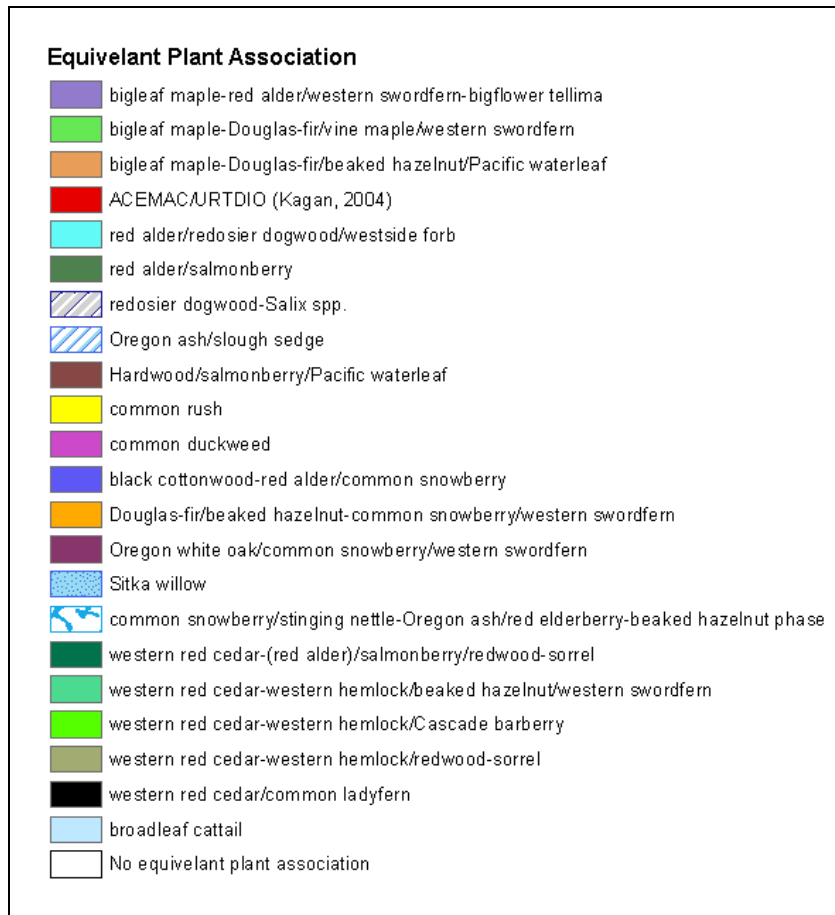 Equivelant Plant Association
bigleaf maple-red alder/western swordfern-bigflower tellima
bigleaf maple-Douglas-fir/vine maple/western swordfern
bigleaf maple-Douglas-fir/beaked hazelnut/Pacific waterleaf
ACEMAC/URTDIO (Kagan, 2004)
red alder/redosier dogwood/westside forb
red alder/salmonberry
redosier dogwood-Salix spp.
Oregon ash/slough sedge
Hardwood/salmonberry/Pacific waterleaf
common rush
common duckweed
black cottonwood-red alder/common snowberry
Douglas-fir/beaked hazelnut-common snowberry/western swordfern
Oregon white oak/common snowberry/western swordfern
Sitka willow
common snowberry/stinging nettle-Oregon ash/red elderberry-beaked hazelnut phase
western red cedar-(red alder)/salmonberry/redwood-sorrel
western red cedar-western hemlock/beaked hazelnut/western swordfern
western red cedar-western hemlock/Cascade barberry
western red cedar-western hemlock/redwood-sorrel
western red cedar/common ladyfern
broadleaf cattail
No equivelant plant association